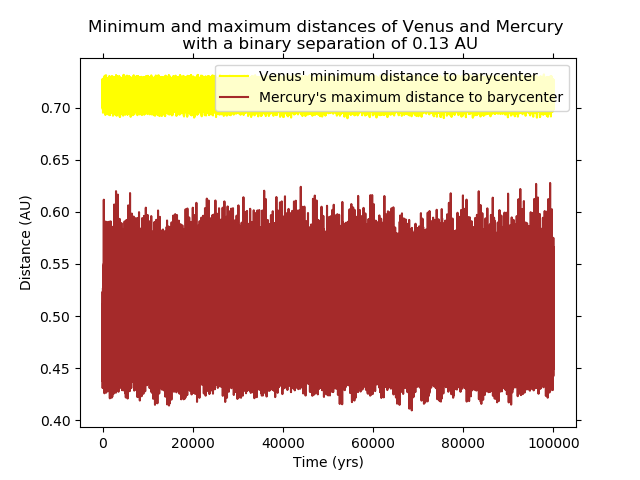 Minimum and maximum distances of Venus and Mercury
with a binary separation of 0.13 AU
Venus' minimum distance to barycenter
Mercury's maximum distance to barycenter
0.70
0.65
0.60
0.55
0.50
0.45
0.40
Distance (AU)
0 20000 40000 60000 80000 100000
Time (yrs)